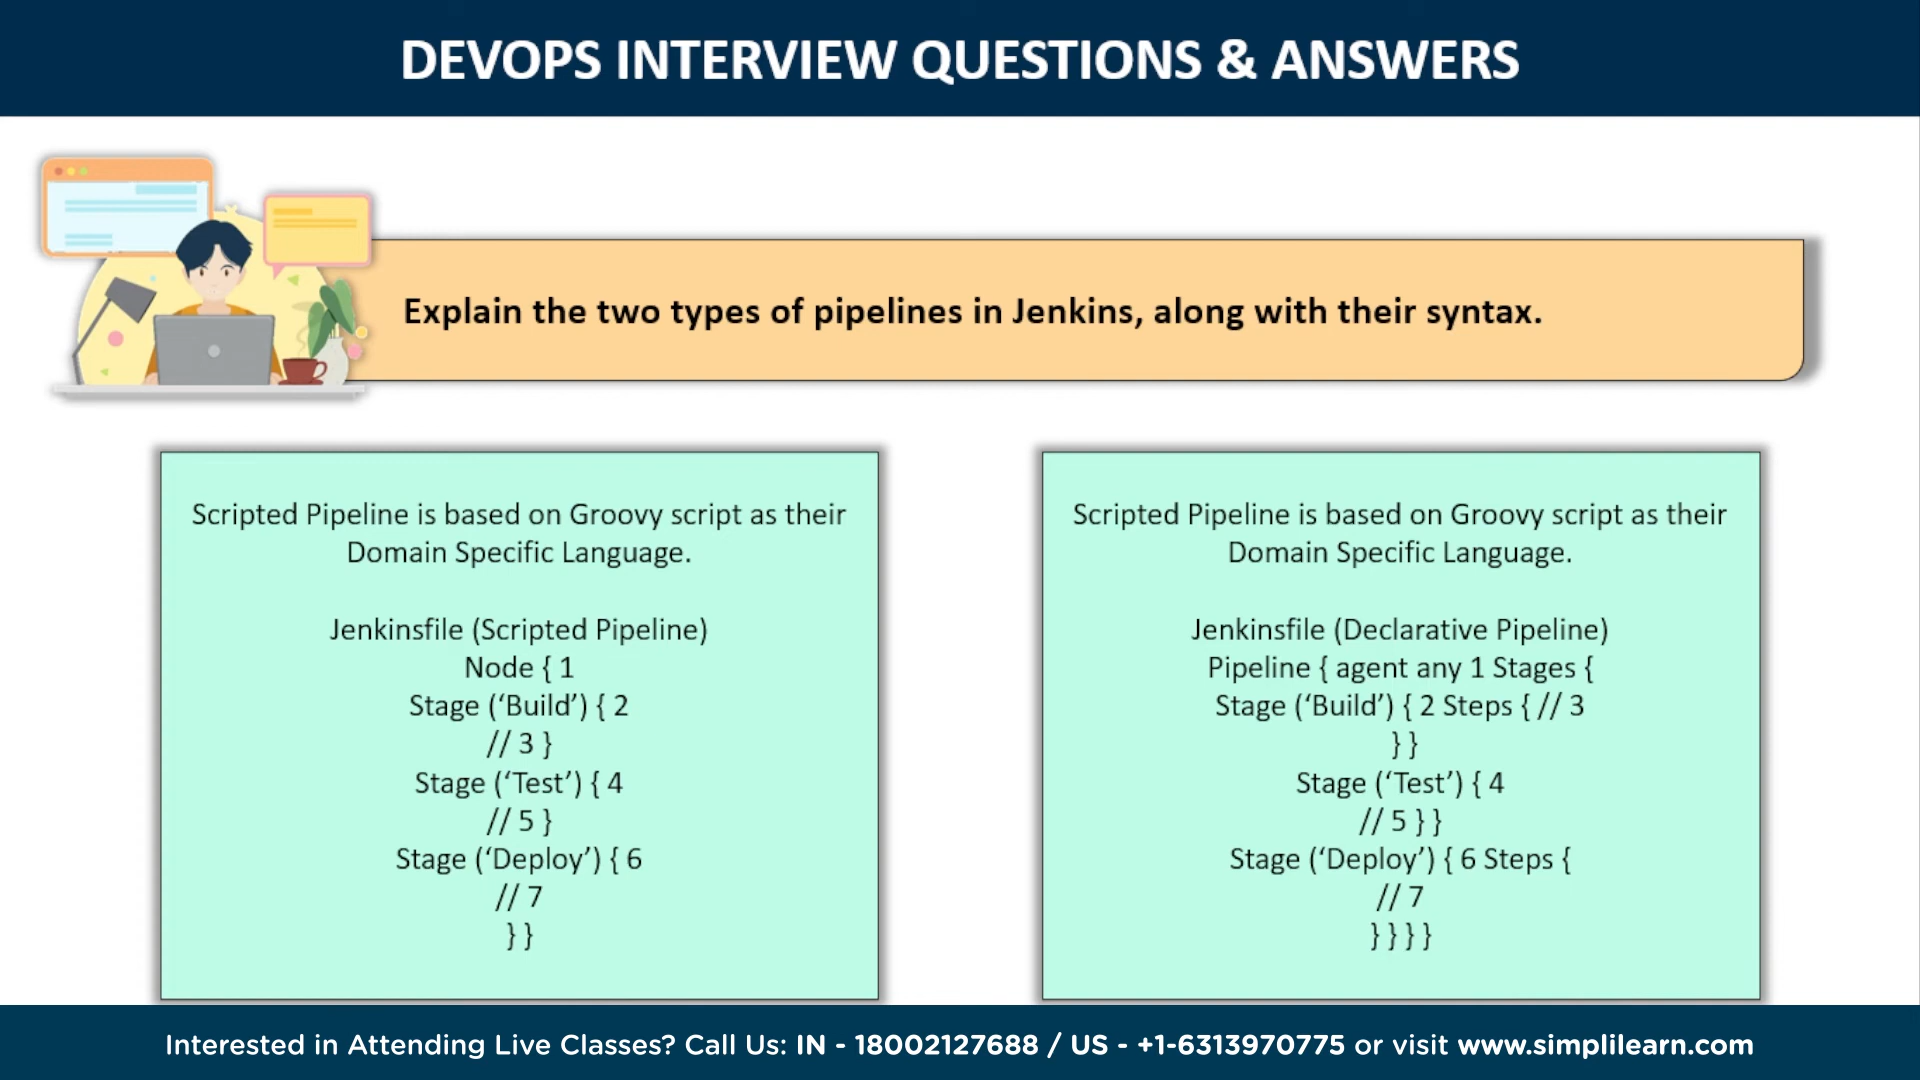 DEVOPS INTERVIEW QUESTIONS & ANSWERS
Explain the two types of pipelines in Jenkins, along with their syntax.
Scripted Pipeline is based on Groovy script as their
Domain Specific Language.
Jenkinsfile (Scripted Pipeline)
Node { 1
Stage (‘Build’) { 2
// 3 }
Stage (‘Test’) { 4
// 5 }
Stage (‘Deploy’) { 6
// 7
} }
Scripted Pipeline is based on Groovy script as their
Domain Specific Language.
Jenkinsfile (Declarative Pipeline)
Pipeline { agent any 1 Stages {
Stage (‘Build’) { 2 Steps { // 3
} }
Stage (‘Test’) { 4
// 5 } }
Stage (‘Deploy’) { 6 Steps {
// 7
} } } }
Interested in Attending Live Classes? Call Us: IN - 18002127688 / US - +1-6313970775 or visit www.simplilearn.com